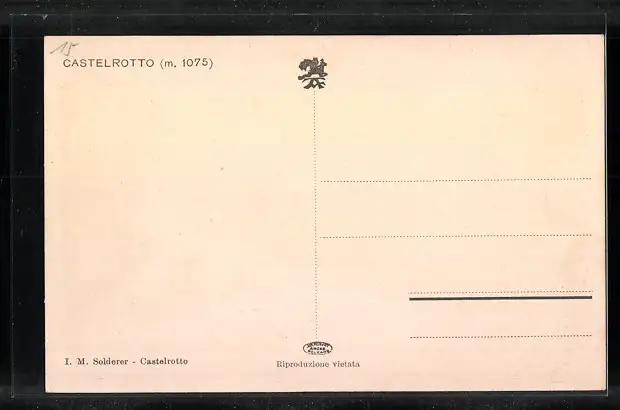 15
CASTELROTTO (m. 1075)
I. M. Solderer - Castelrotto
Riproduzione vietata